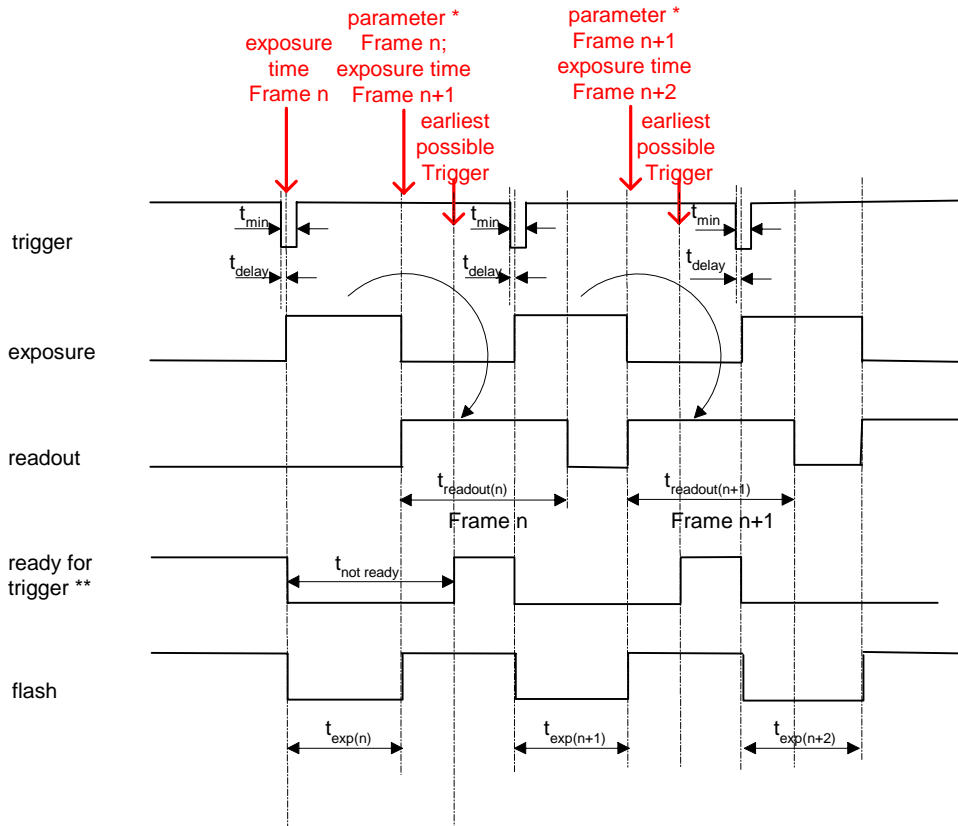 exposure
time
Frame n
parameter *
Frame n;
exposure time
Frame n+1
earliest
possible
Trigger
parameter *
Frame n+1
exposure time
Frame n+2
earliest
possible
Trigger
trigger
tmin
tmin
tmin
tdelay
tdelay
tdelay
exposure
readout
treadout(n)
Frame n
treadout(n+1)
Frame n+1
ready for
trigger **
tnot ready
flash
texp(n)
texp(n+1)
texp(n+2)